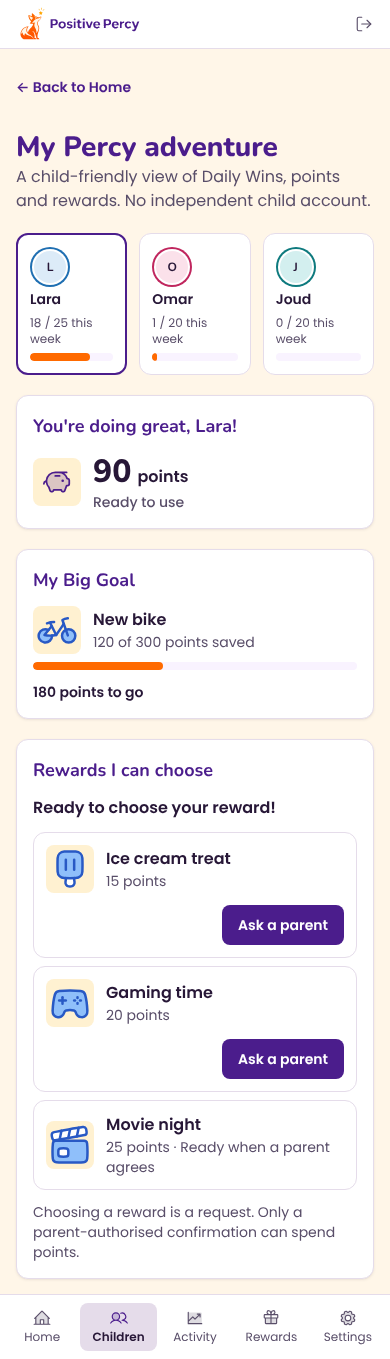 Positive Percy
← Back to Home
My Percy adventure
A child-friendly view of Daily Wins, points
and rewards. No independent child account.
L
Lara
18 / 25 this
week
O
Omar
1 / 20 this
week
J
Joud
0 / 20 this
week
You're doing great, Lara!
90 points
Ready to use
My Big Goal
New bike
120 of 300 points saved
180 points to go
Rewards I can choose
Ready to choose your reward!
Ice cream treat
15 points
Ask a parent
Gaming time
20 points
Ask a parent
Movie night
25 points · Ready when a parent
agrees
Choosing a reward is a request. Only a
parent-authorised confirmation can spend
points.
Home
Children
Activity
Rewards
Settings